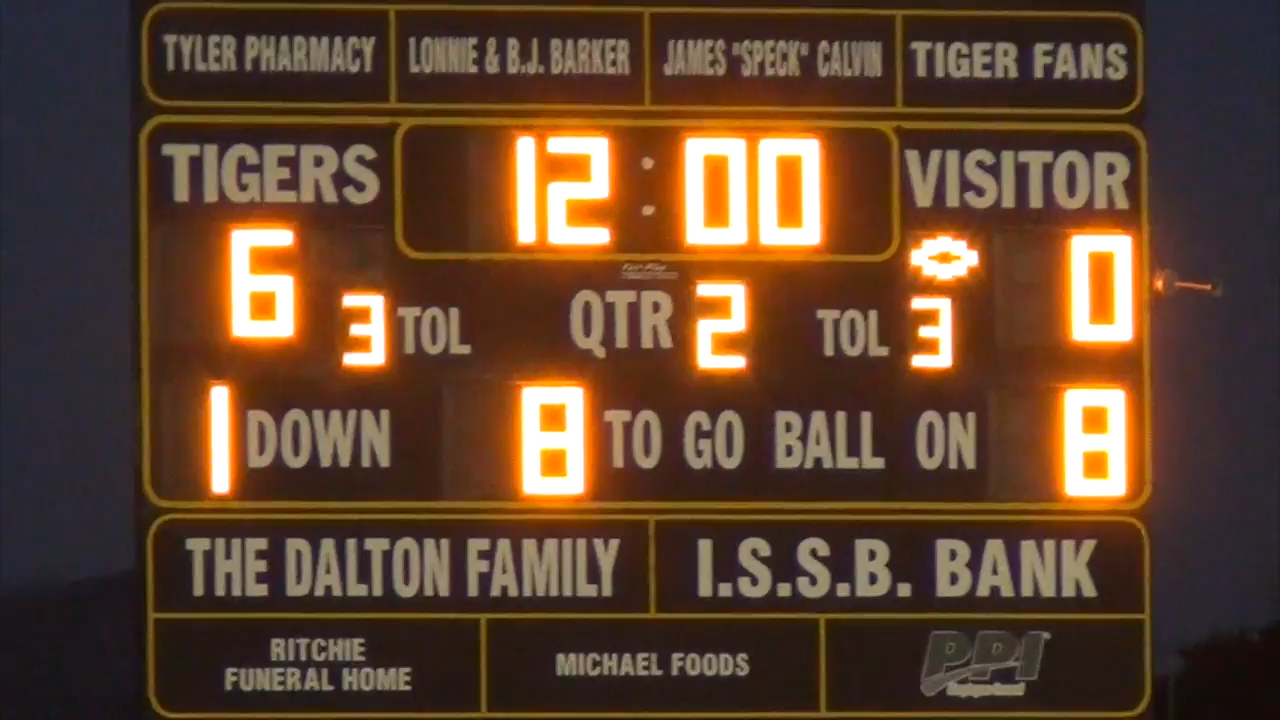 TYLER PHARMACY LONNIE & B.J. BARKER JAMES "SPECK" CALVIN TIGER FANS
TIGERS 12:00 VISITOR
6 3 TOL QTR 2 TOL 3 0
1 DOWN 8 TO GO BALL ON 8
THE DALTON FAMILY I.S.S.B. BANK
RITCHIE
FUNERAL HOME
MICHAEL FOODS
PPI